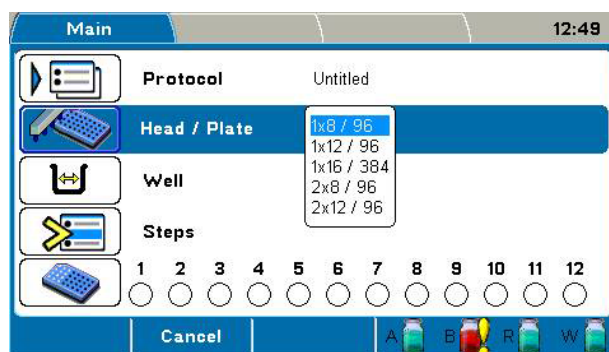 Main 12:49
Protocol Untitled
Head / Plate
1x8 / 96
1x12 / 96
1x16 / 384
2x8 / 96
2x12 / 96
Well
Steps
1 2 3 4 5 6 7 8 9 10 11 12
Cancel A B R W